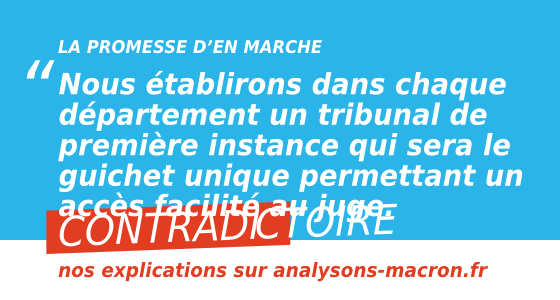 LA PROMESSE D’EN MARCHE
“
Nous établirons dans chaque
département un tribunal de
première instance qui sera le
guichet unique permettant un
accès facilité au juge.
CONTRADICTOIRE
nos explications sur analysons-macron.fr